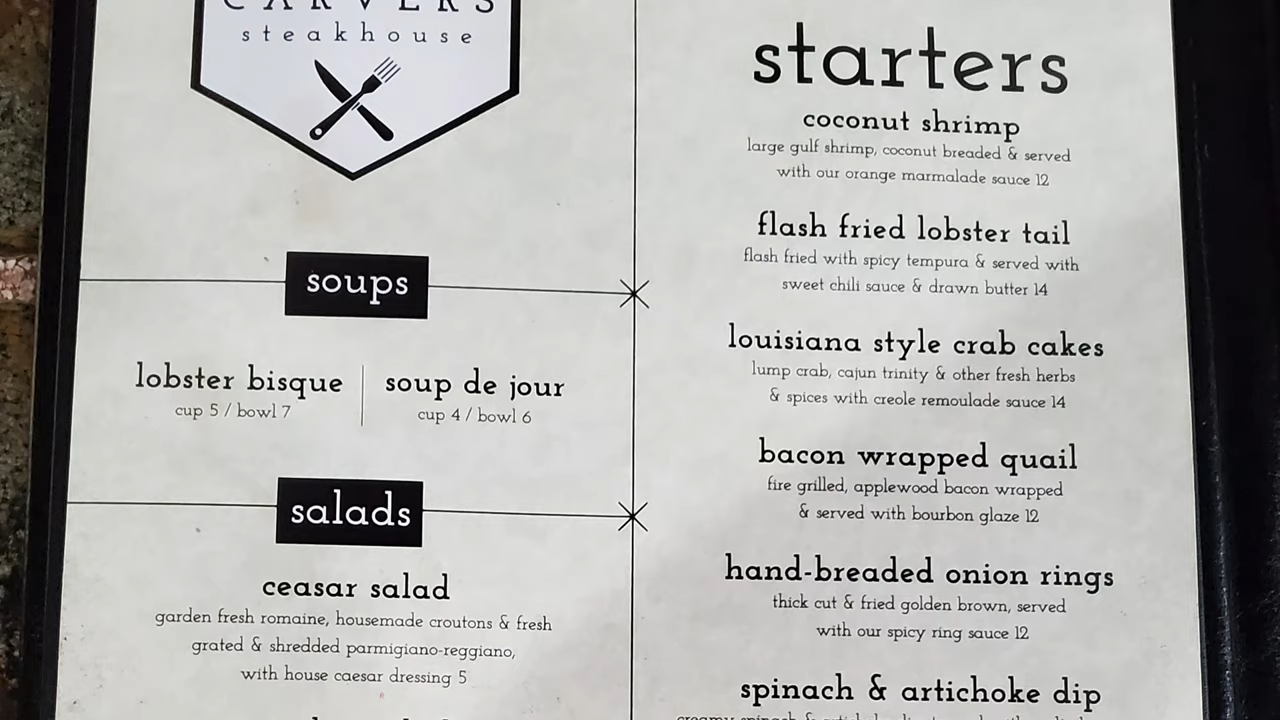 CARVERS
steakhouse
soups
lobster bisque
cup 5 / bowl 7
soup de jour
cup 4 / bowl 6
salads
ceasar salad
garden fresh romaine, housemade croutons & fresh
grated & shredded parmigiano-reggiano,
with house caesar dressing 5
starters
coconut shrimp
large gulf shrimp, coconut breaded & served
with our orange marmalade sauce 12
flash fried lobster tail
flash fried with spicy tempura & served with
sweet chili sauce & drawn butter 14
louisiana style crab cakes
lump crab, cajun trinity & other fresh herbs
& spices with creole remoulade sauce 14
bacon wrapped quail
fire grilled, applewood bacon wrapped
& served with bourbon glaze 12
hand-breaded onion rings
thick cut & fried golden brown, served
with our spicy ring sauce 12
spinach & artichoke dip